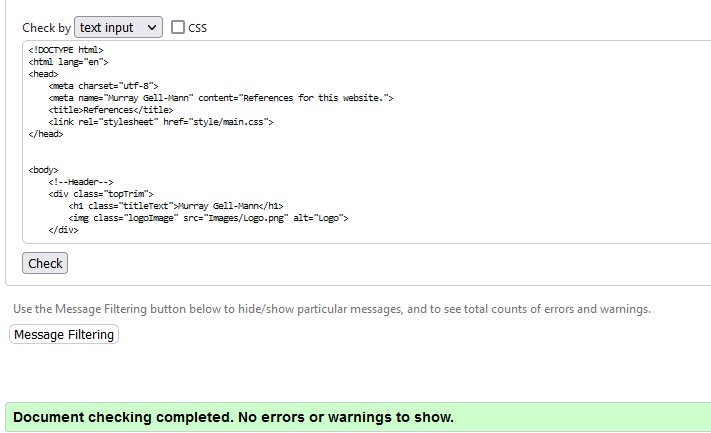 Check by text input CSS
<!DOCTYPE html>
<html lang="en">
<head>
    <meta charset="utf-8">
    <meta name="Murray Gell-Mann" content="References for this website.">
    <title>References</title>
    <link rel="stylesheet" href="style/main.css">
</head>
<body>
    <!--Header-->
    <div class="topTrim">
        <h1 class="titleText">Murray Gell-Mann</h1>
        <img class="logoImage" src="Images/Logo.png" alt="Logo">
    </div>
Check
Use the Message Filtering button below to hide/show particular messages, and to see total counts of errors and warnings.
Message Filtering
Document checking completed. No errors or warnings to show.